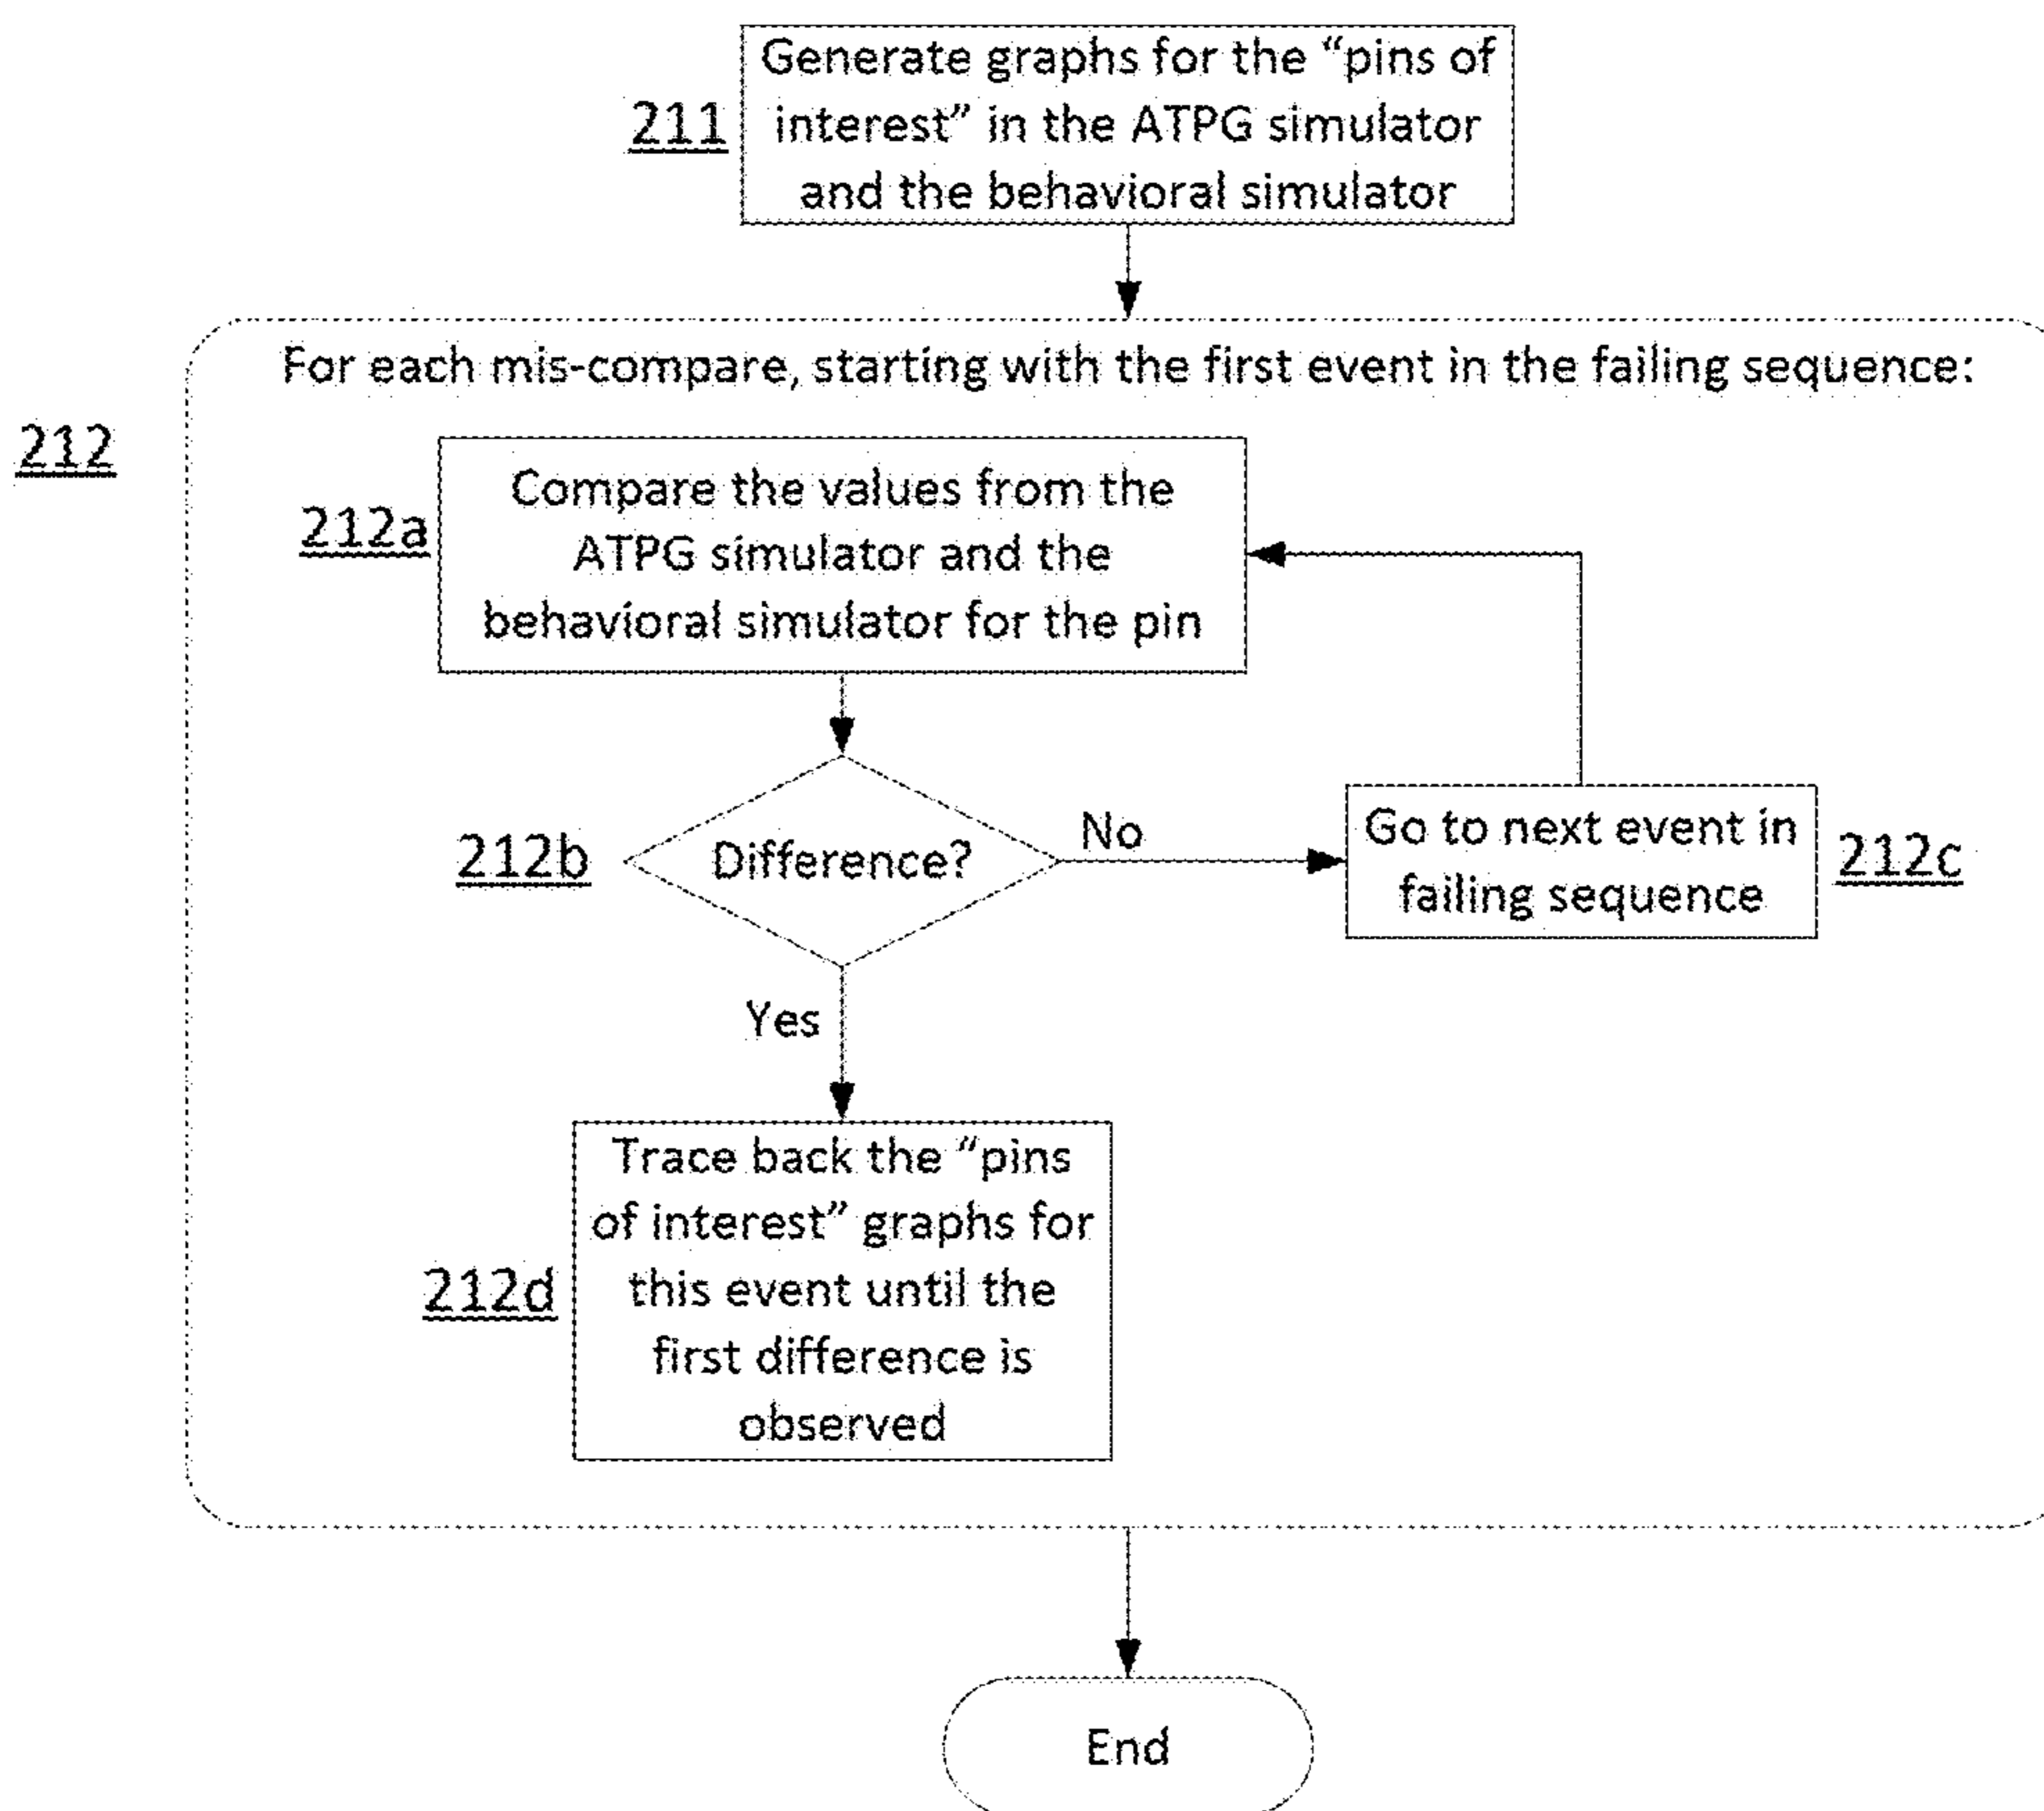 Generate graphs for the “pins of
interest” in the ATPG simulator
and the behavioral simulator
211
For each mis-compare, starting with the first event in the failing sequence:
212
212a
Compare the values from the
ATPG simulator and the
behavioral simulator for the pin
212b
Difference?
No
Go to next event in
failing sequence
212c
Yes
212d
Trace back the “pins
of interest” graphs for
this event until the
first difference is
observed
End